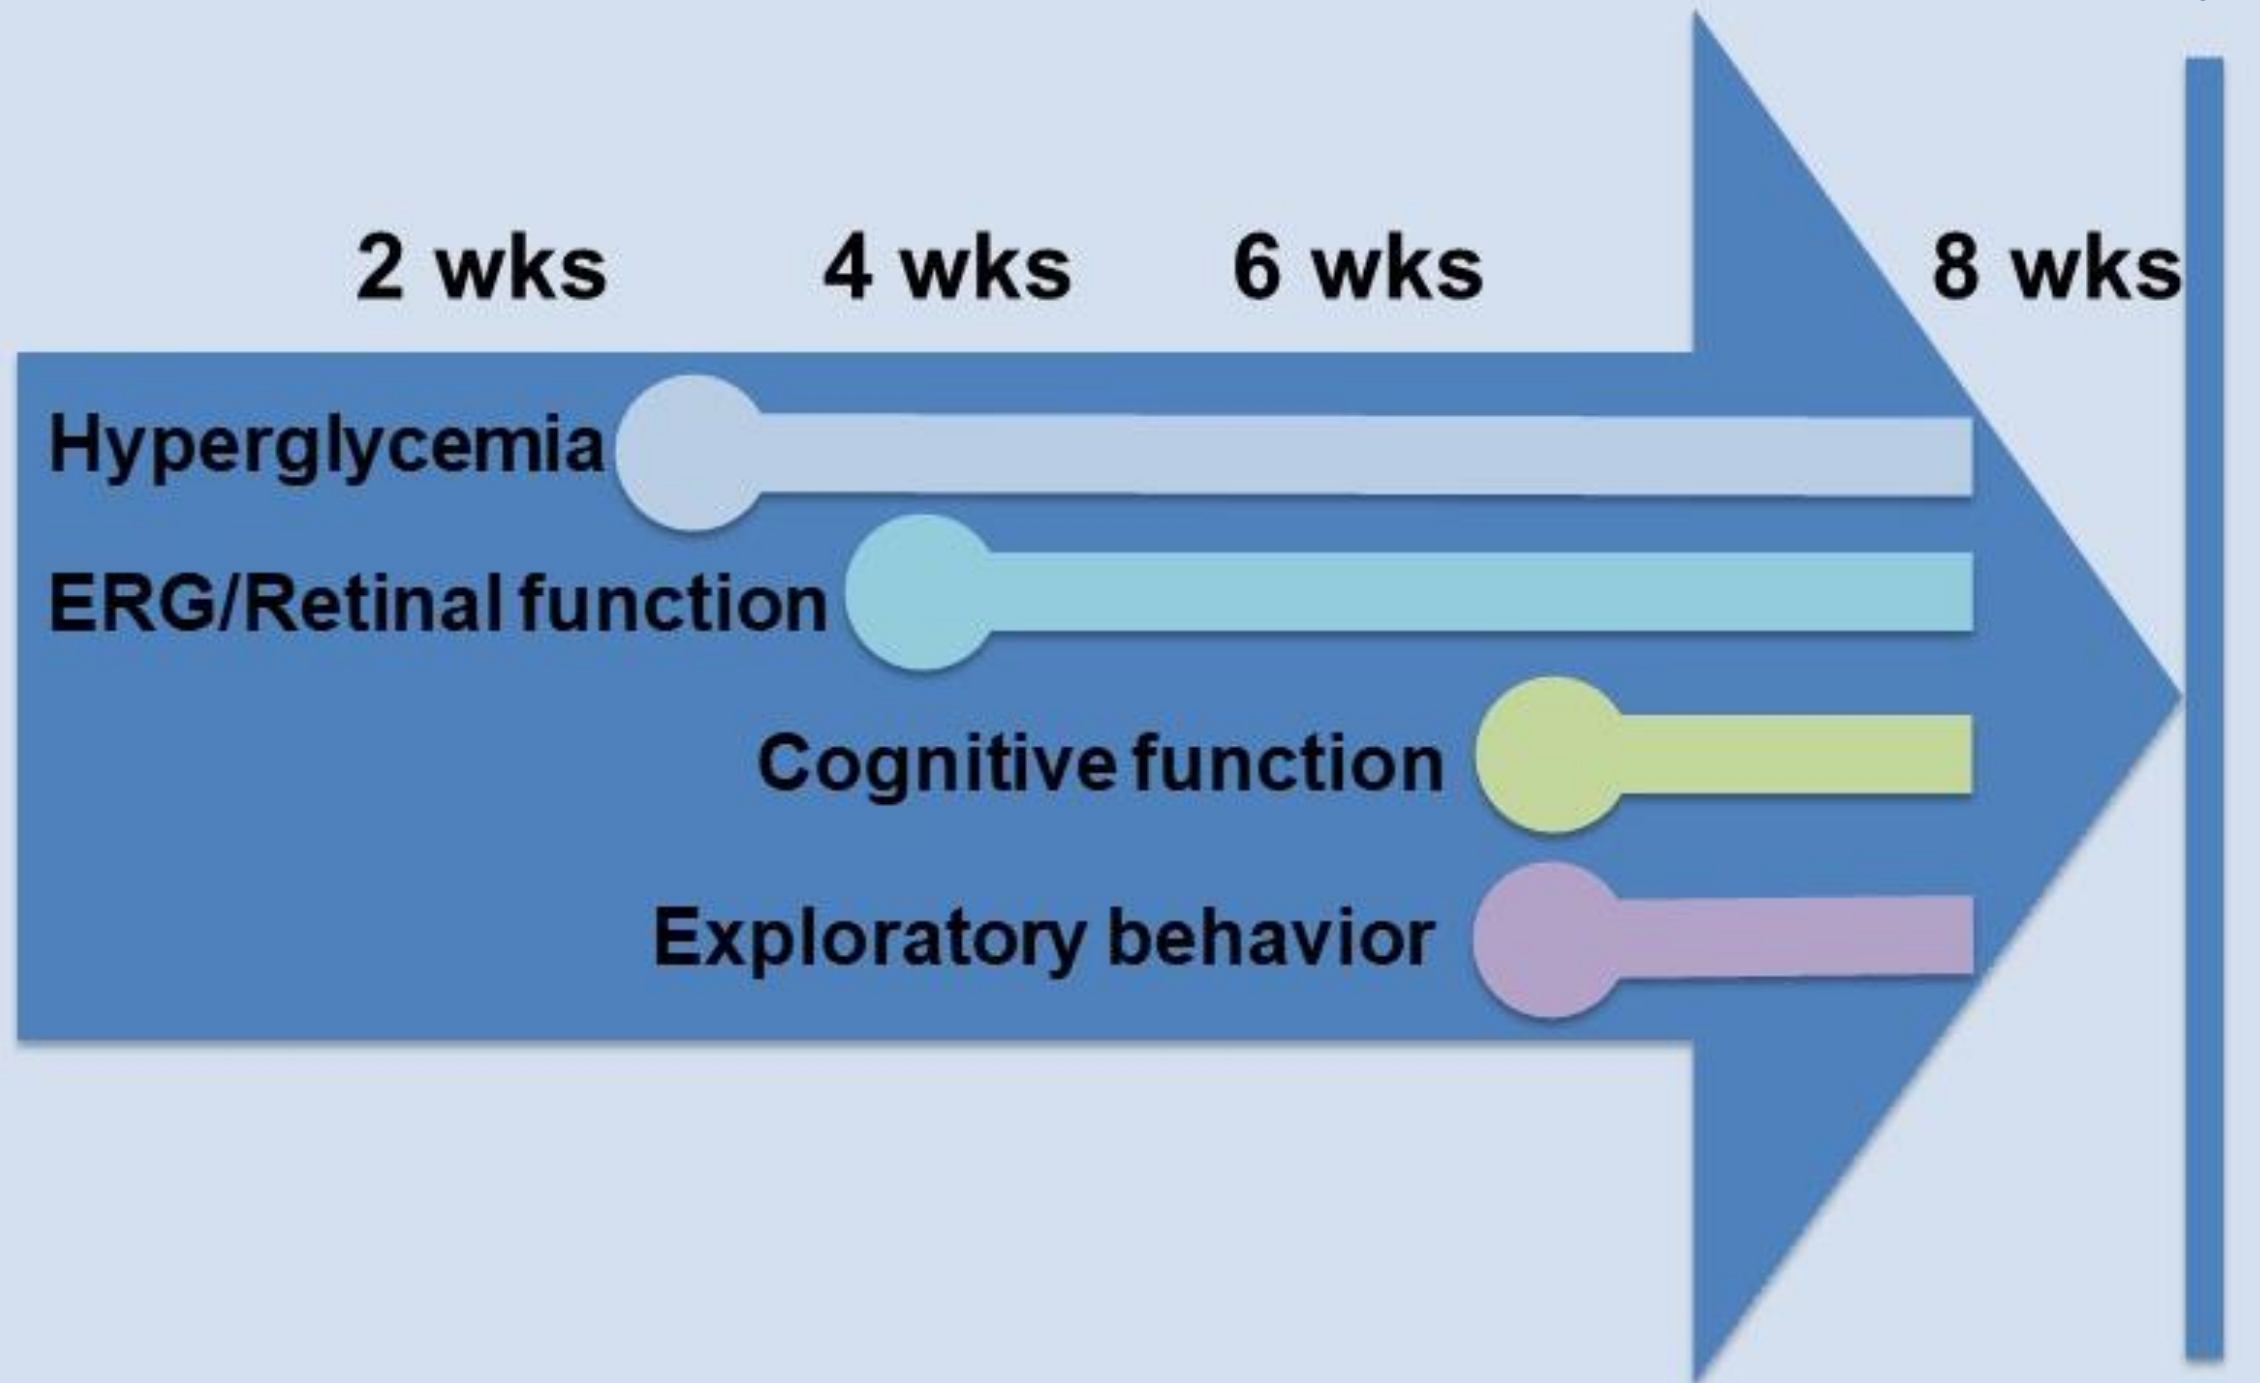 2 wks 4 wks 6 wks 8 wks
Hyperglycemia
ERG/Retinal function
Cognitive function
Exploratory behavior